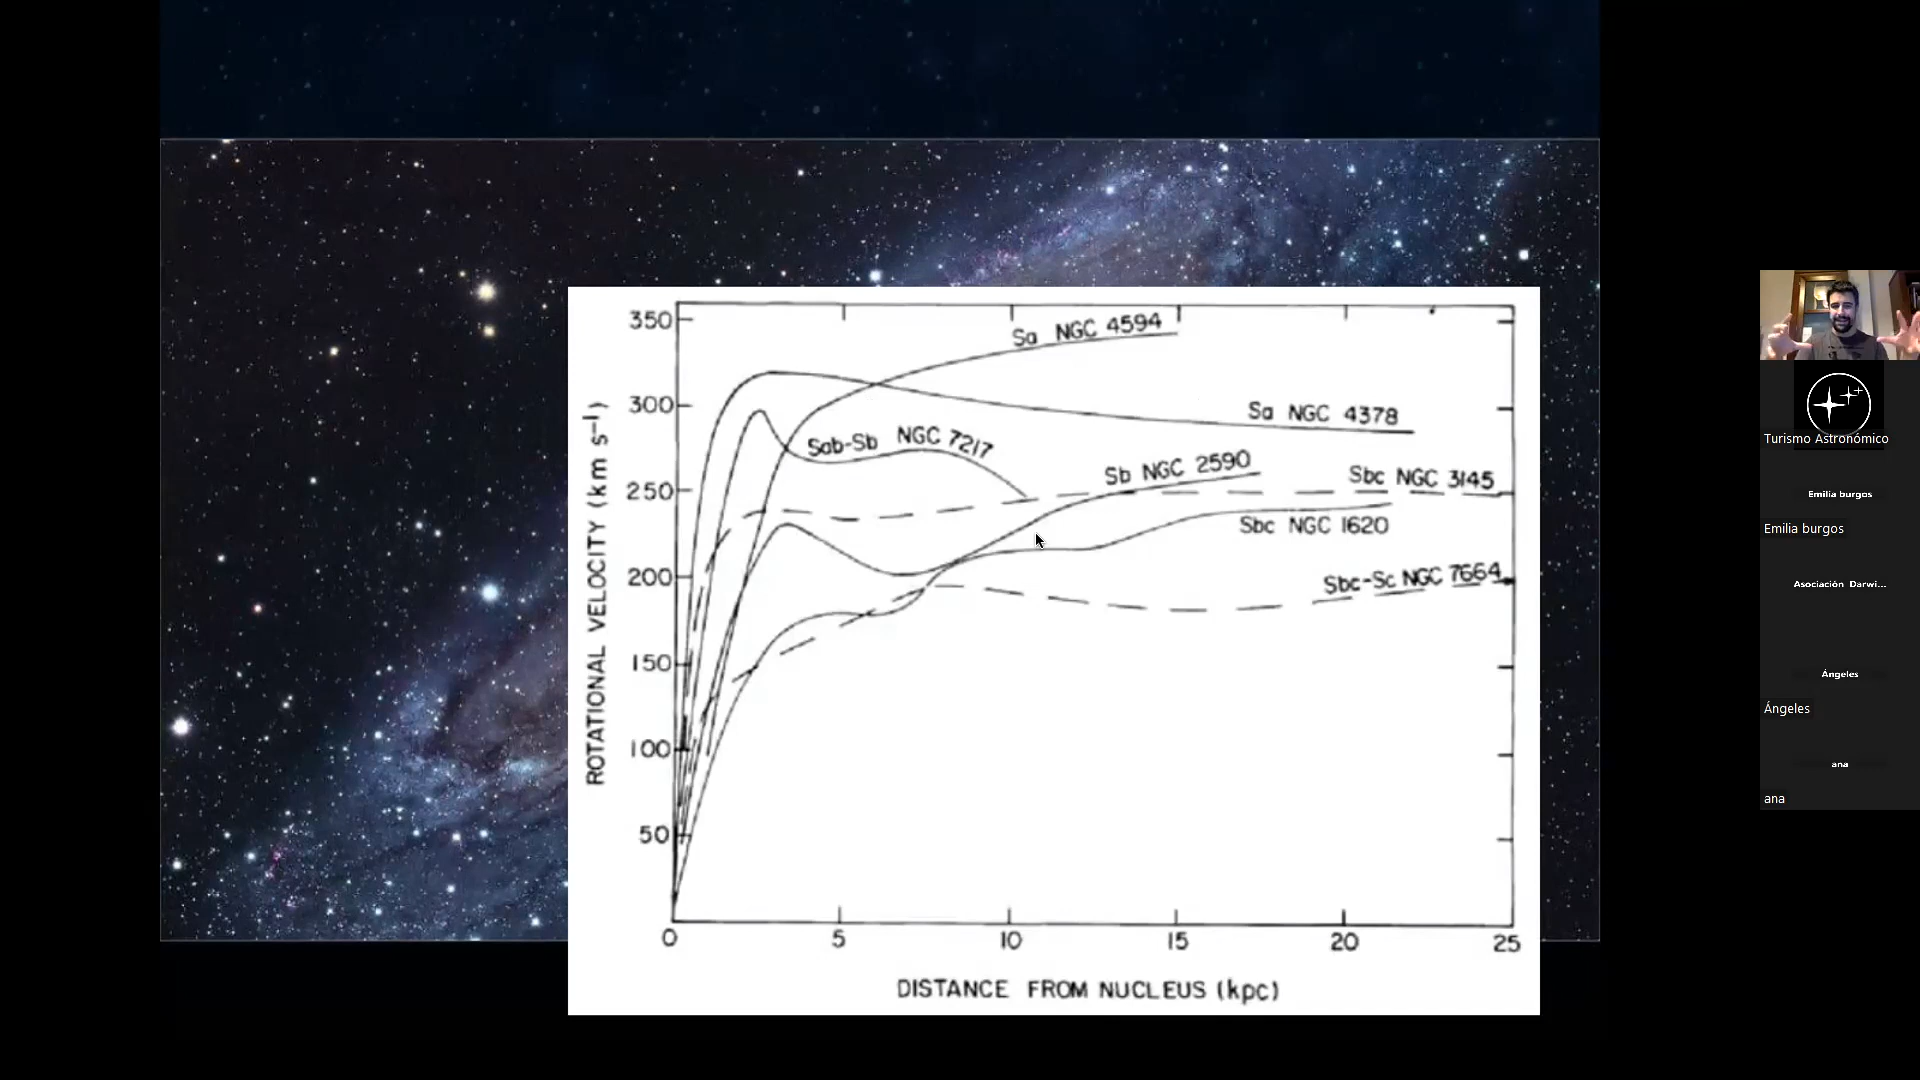 350
300
250
200
150
100
50
ROTATIONAL VELOCITY (km s⁻¹)
Sa NGC 4594
Sa NGC 4378
Sab-Sb NGC 7217
Sb NGC 2590
Sbc NGC 3145
Sbc NGC 1620
Sbc-Sc NGC 7664
0 5 10 15 20 25
DISTANCE FROM NUCLEUS (kpc)
Turismo Astronómico
Emilia burgos
Emilia burgos
Asociación Darwi...
Ángeles
Ángeles
ana
ana